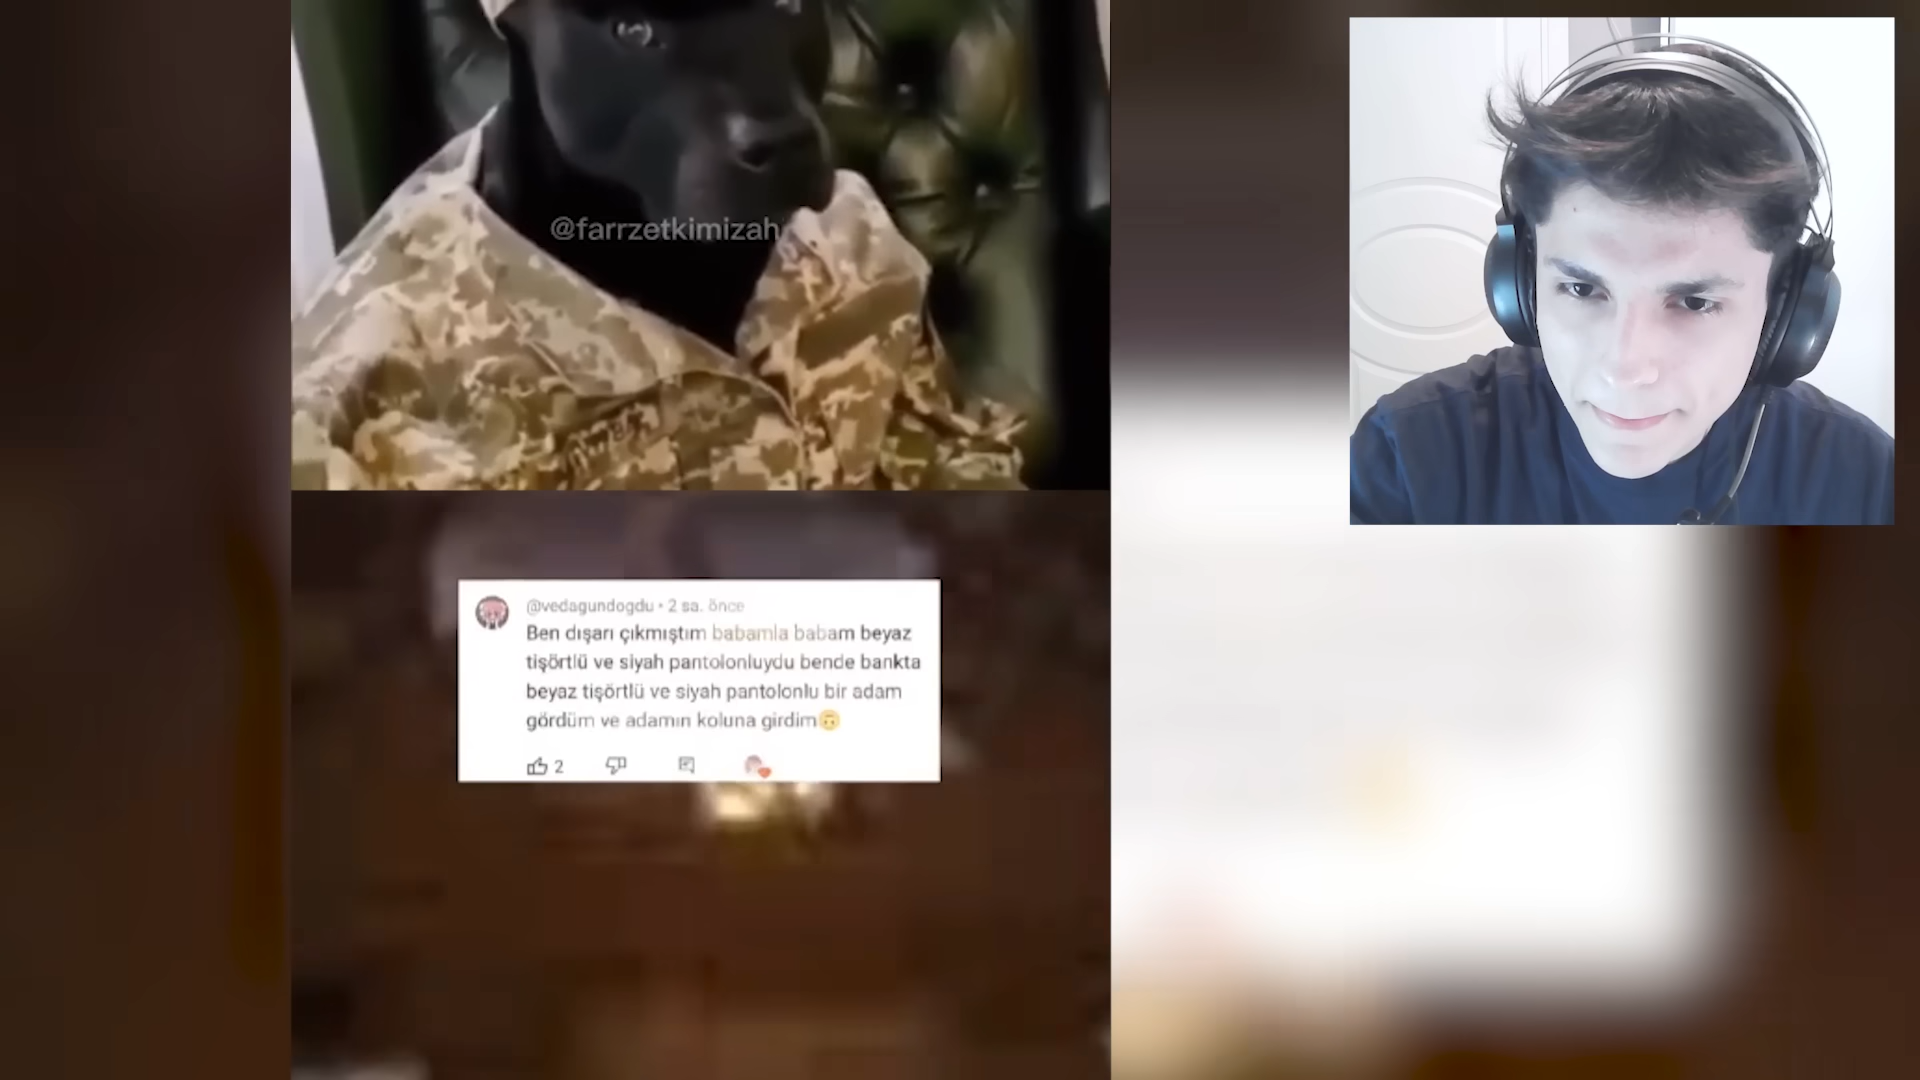 @farrzetkimizah
@vedagundogdu • 2 sa. önce
Ben dışarı çıkmıştım babamla babam beyaz
tişörtlü ve siyah pantolonluydu bende bankta
beyaz tişörtlü ve siyah pantolonlu bir adam
gördüm ve adamın koluna girdim🙃
2